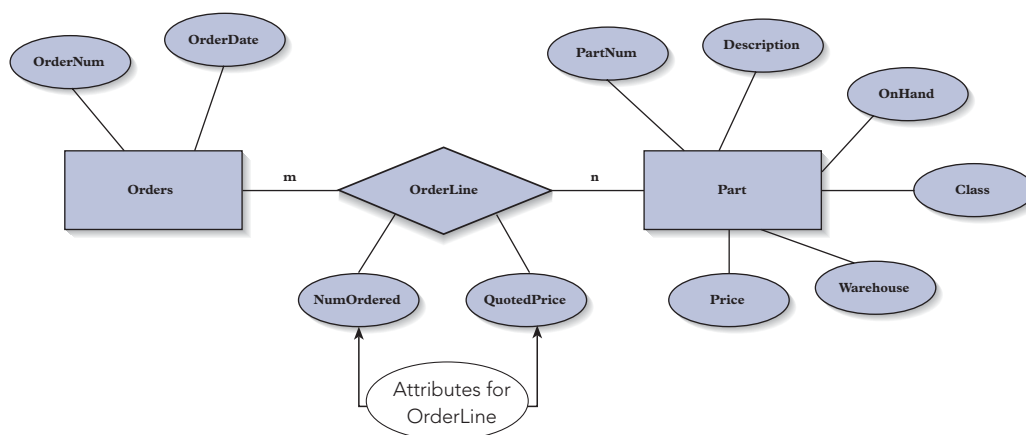 OrderDate
OrderNum
PartNum
Description
OnHand
Orders
m
OrderLine
n
Part
Class
NumOrdered
QuotedPrice
Price
Warehouse
Attributes for
OrderLine